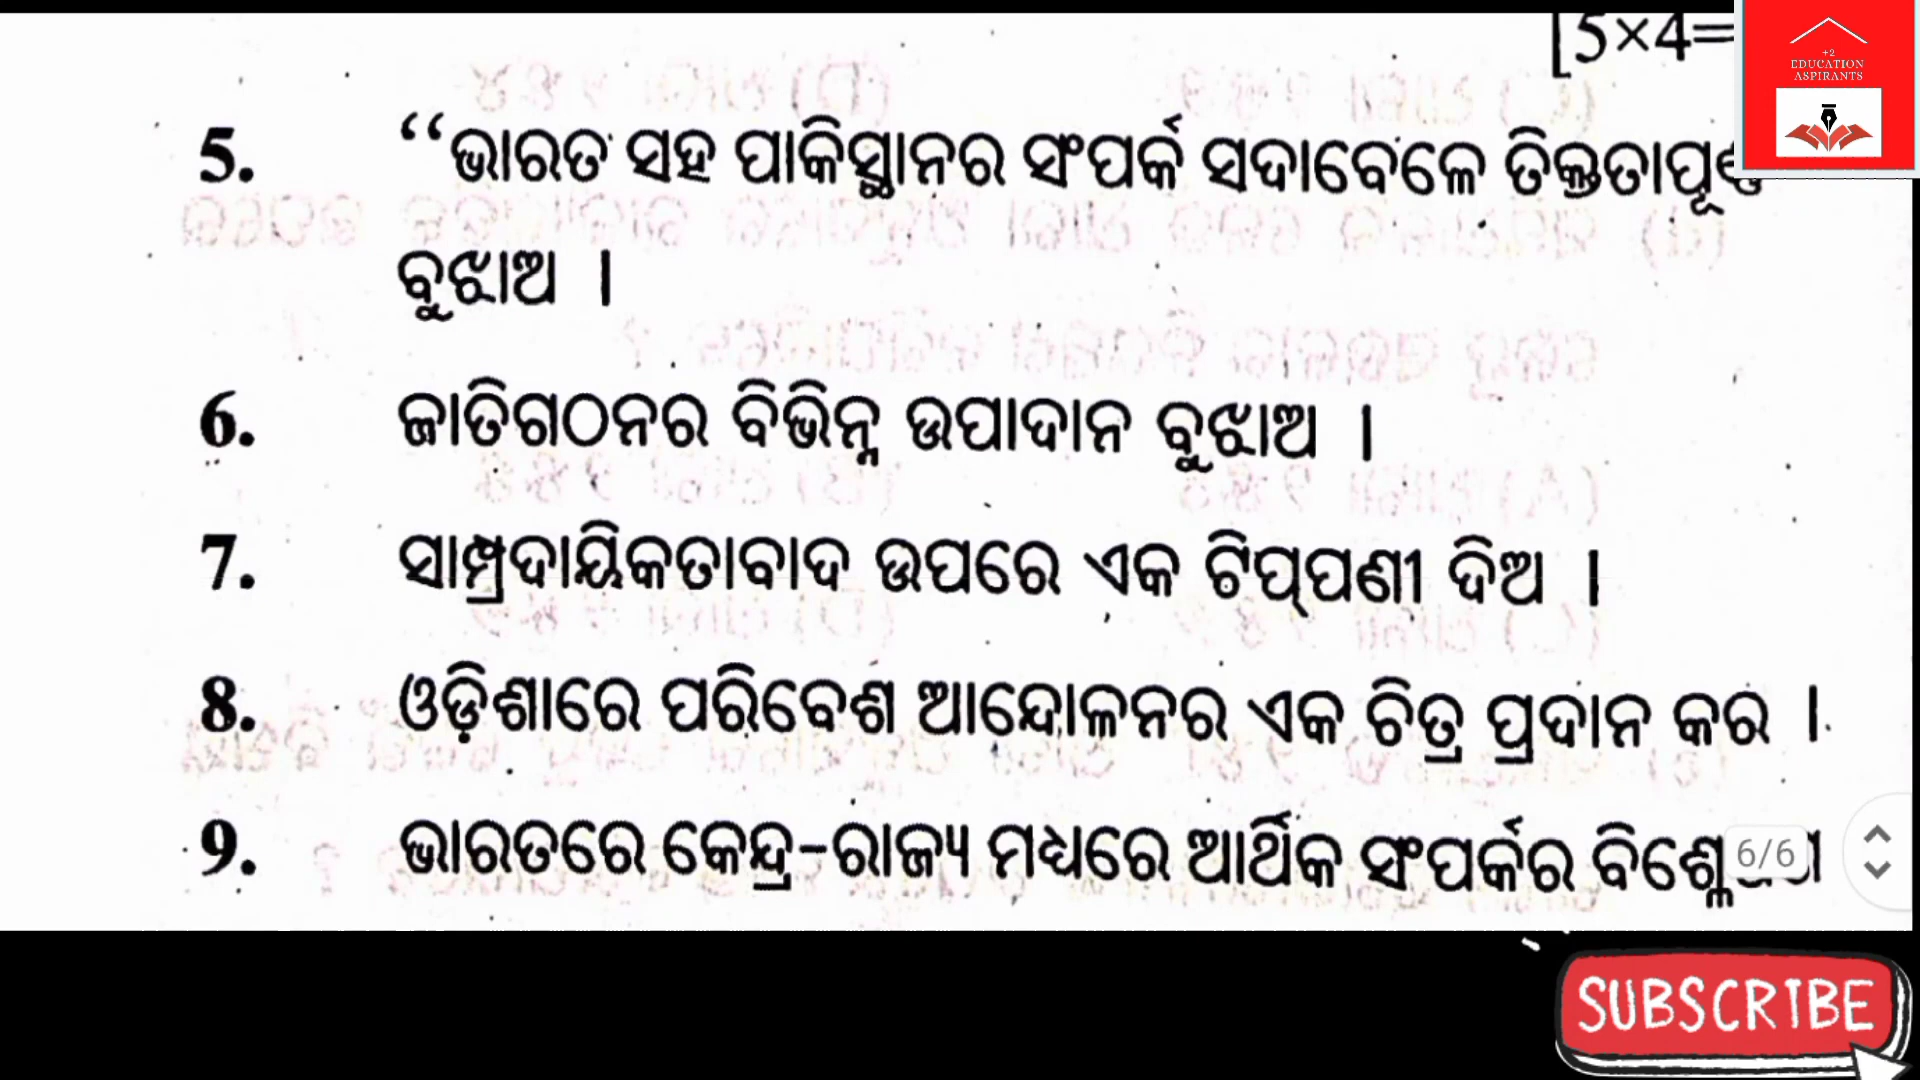 [5×4=
+2
EDUCATION
ASPIRANTS
5. “ଭାରତ ସହ ପାକିସ୍ଥାନର ସଂପର୍କ ସଦାବେଳେ
ବୁଝାଅ ।
6. ଜାତିଗଠନର ବିଭିନ୍ନ ଉପାଦାନ ବୁଝାଅ ।
7. ସାମ୍ପ୍ରଦାୟିକତାବାଦ ଉପରେ ଏକ ଟିପ୍‌ପଣୀ ଦିଅ ।
8. ଓଡ଼ିଶାରେ ପରିବେଶ ଆନ୍ଦୋଳନର ଏକ ଚିତ୍ର ପ୍ରଦାନ କର ।
9. ଭାରତରେ କେନ୍ଦ୍ର-ରାଜ୍ୟ ମଧ୍ୟରେ ଆର୍ଥିକ ସଂପର୍କର
6/6
SUBSCRIBE